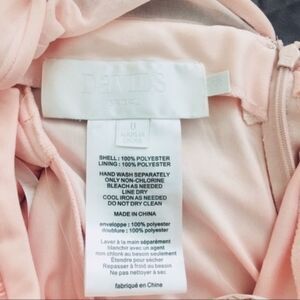 DAVID'S
0
SHELL : 100% POLYESTER
LINING : 100% POLYESTER
HAND WASH SEPARATELY
ONLY NON-CHLORINE
BLEACH AS NEEDED
LINE DRY
COOL IRON AS NEEDED
DO NOT DRY CLEAN
MADE IN CHINA
enveloppe : 100% polyester
doublure : 100% polyester
Laver à la main séparément
blanchir avec un agent
non chloré au besoin seulement
Étendre pour sécher
Repasser à froid au besoin
Ne pas nettoyer à sec
fabriqué en Chine